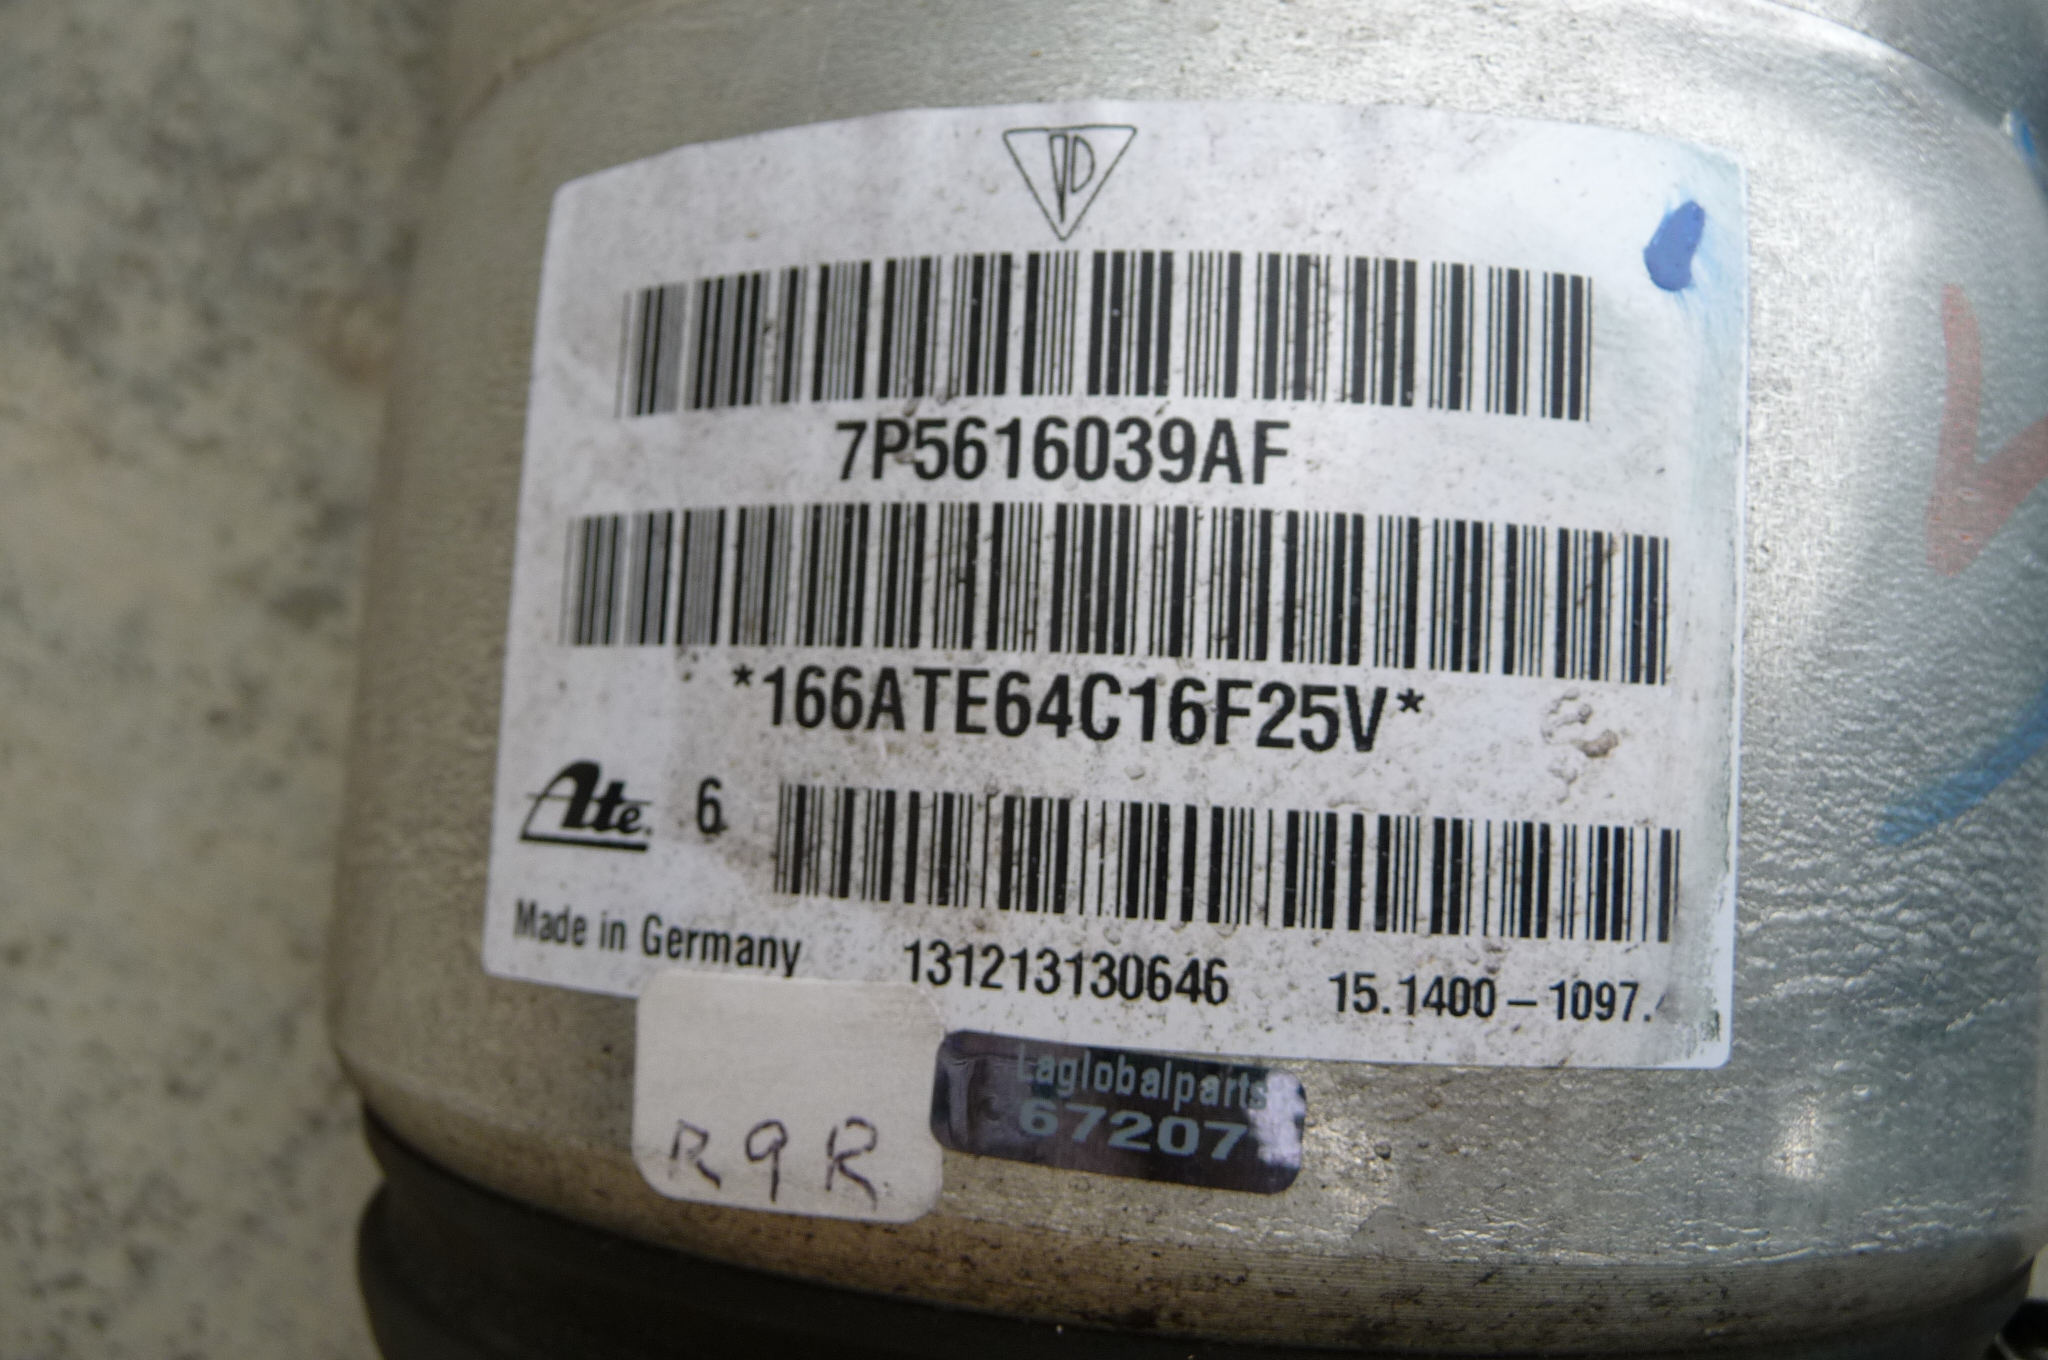 7P5616039AF
*166ATE64C16F25V*
Ate 6
Made in Germany 131213130646 15.1400-1097.
Laglobalparts
67207
R9R